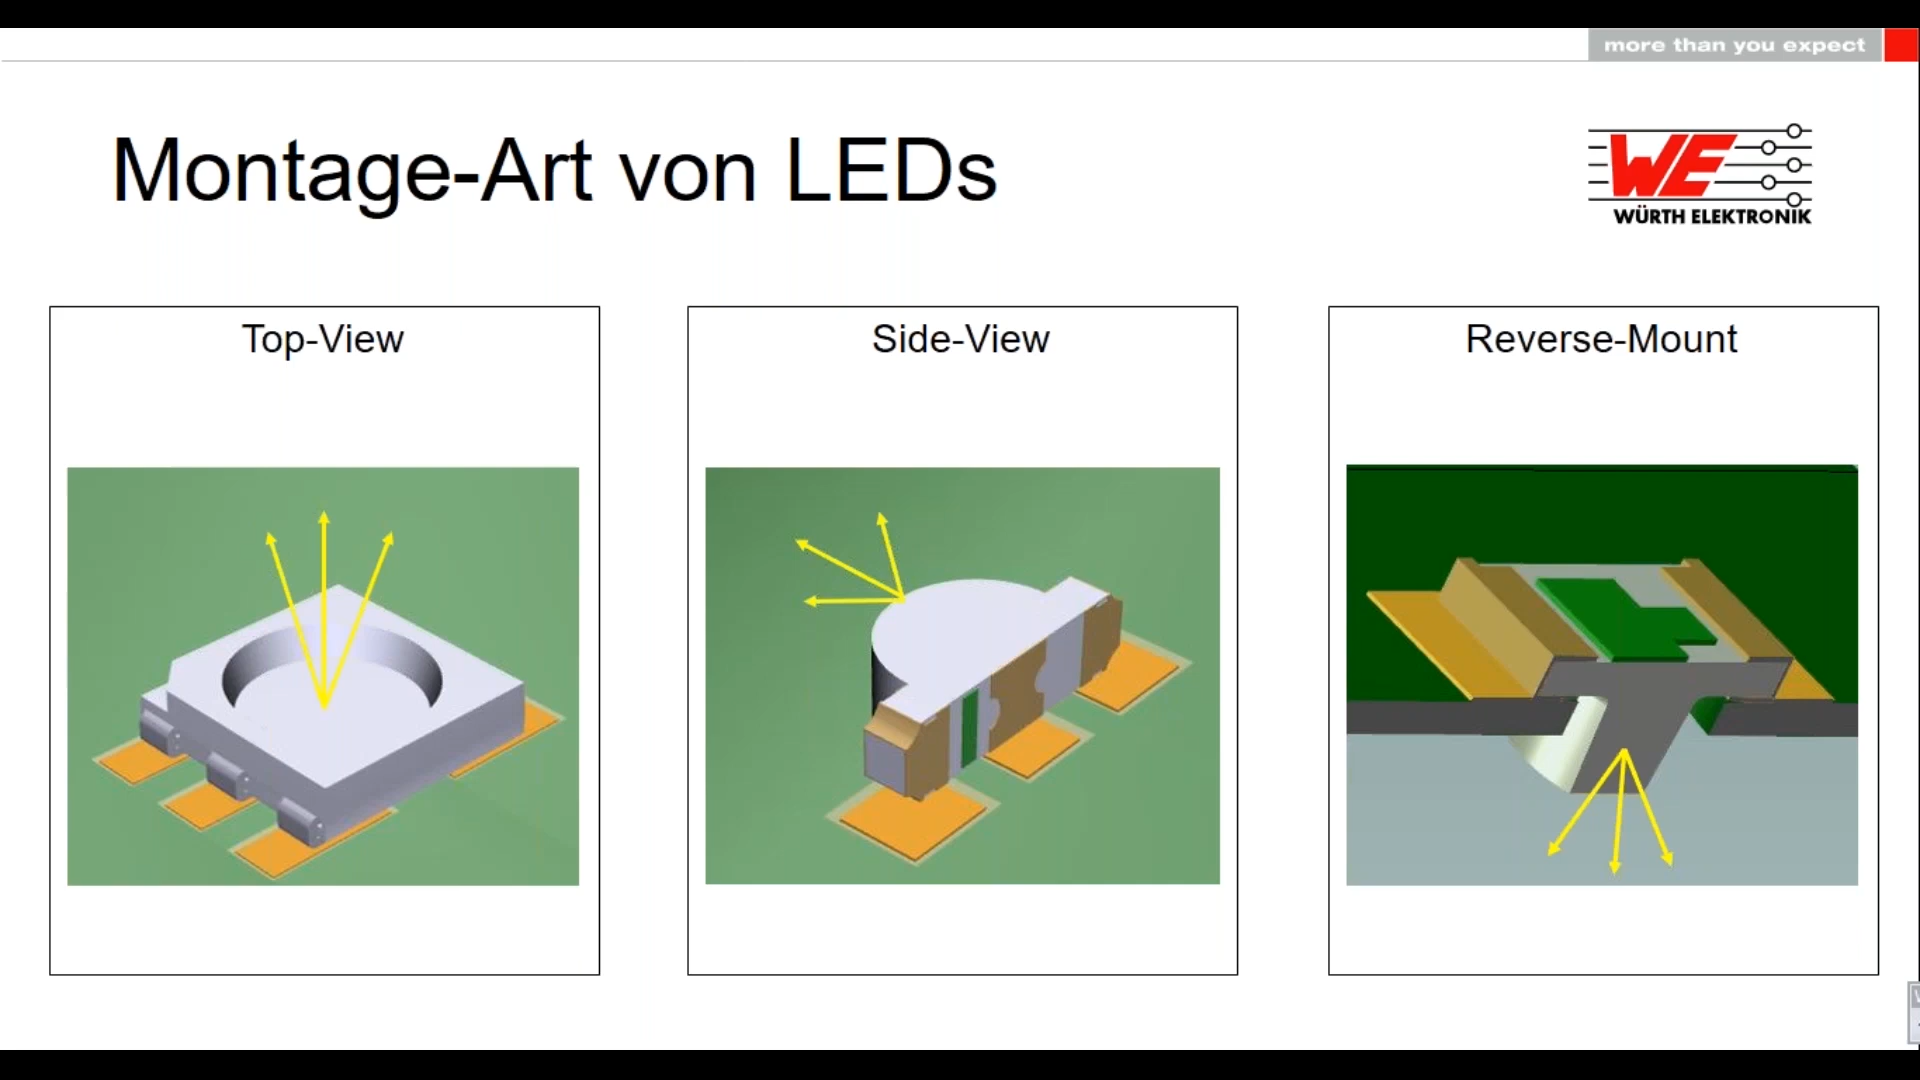 more than you expect
Montage-Art von LEDs
WE
WÜRTH ELEKTRONIK
Top-View
Side-View
Reverse-Mount